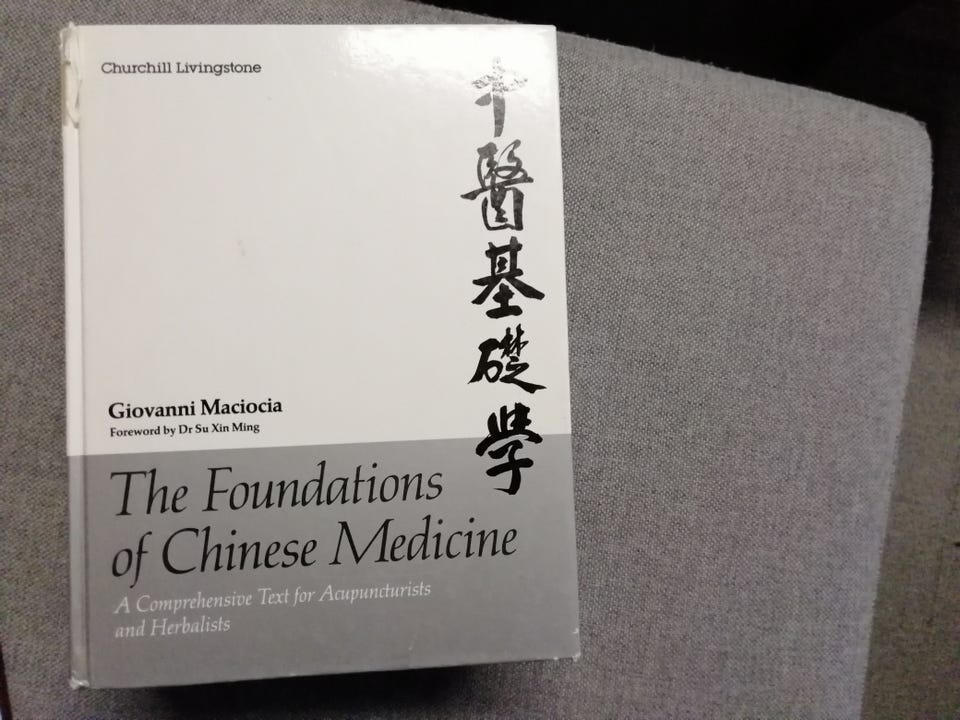 Churchill Livingstone
中醫基礎學
Giovanni Maciocia
Foreword by Dr Su Xin Ming
The Foundations
of Chinese Medicine
A Comprehensive Text for Acupuncturists
and Herbalists